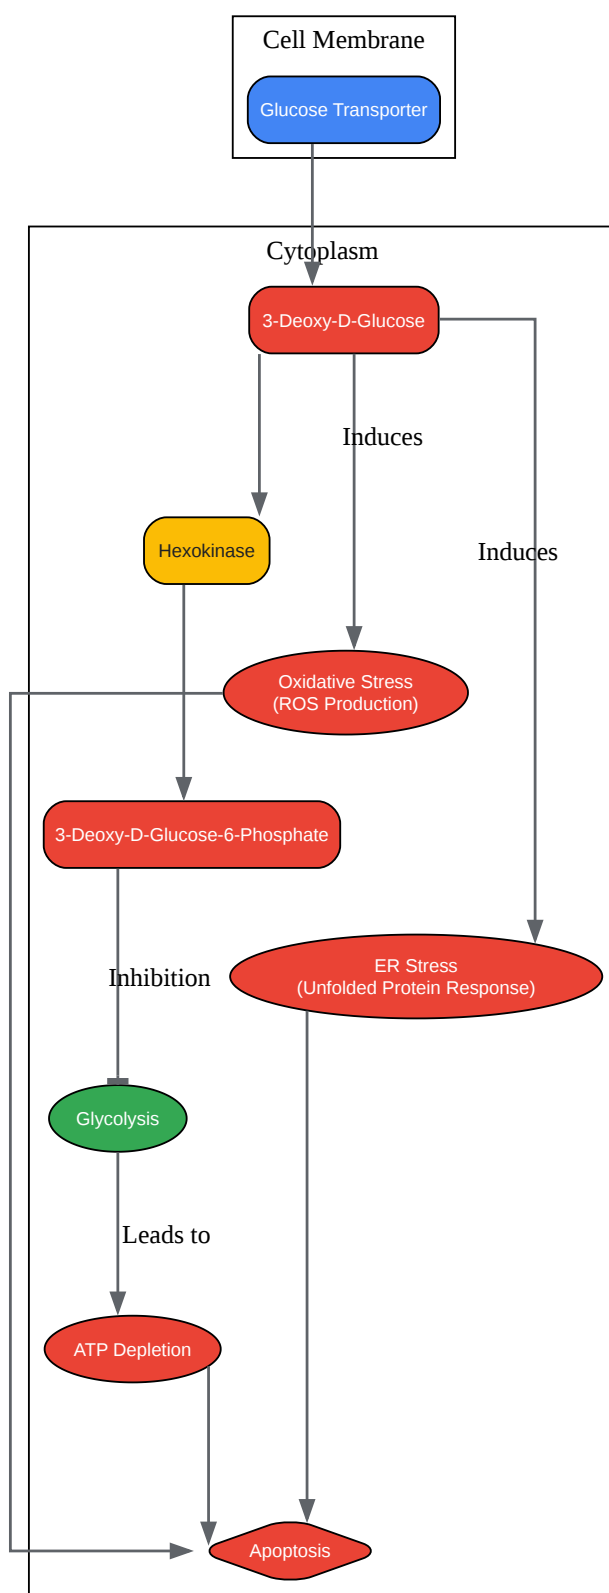 Cell Membrane
Glucose Transporter
Cytoplasm
3-Deoxy-D-Glucose
Induces
Hexokinase
Induces
Oxidative Stress
(ROS Production)
3-Deoxy-D-Glucose-6-Phosphate
ER Stress
(Unfolded Protein Response)
Inhibition
Glycolysis
Leads to
ATP Depletion
Apoptosis